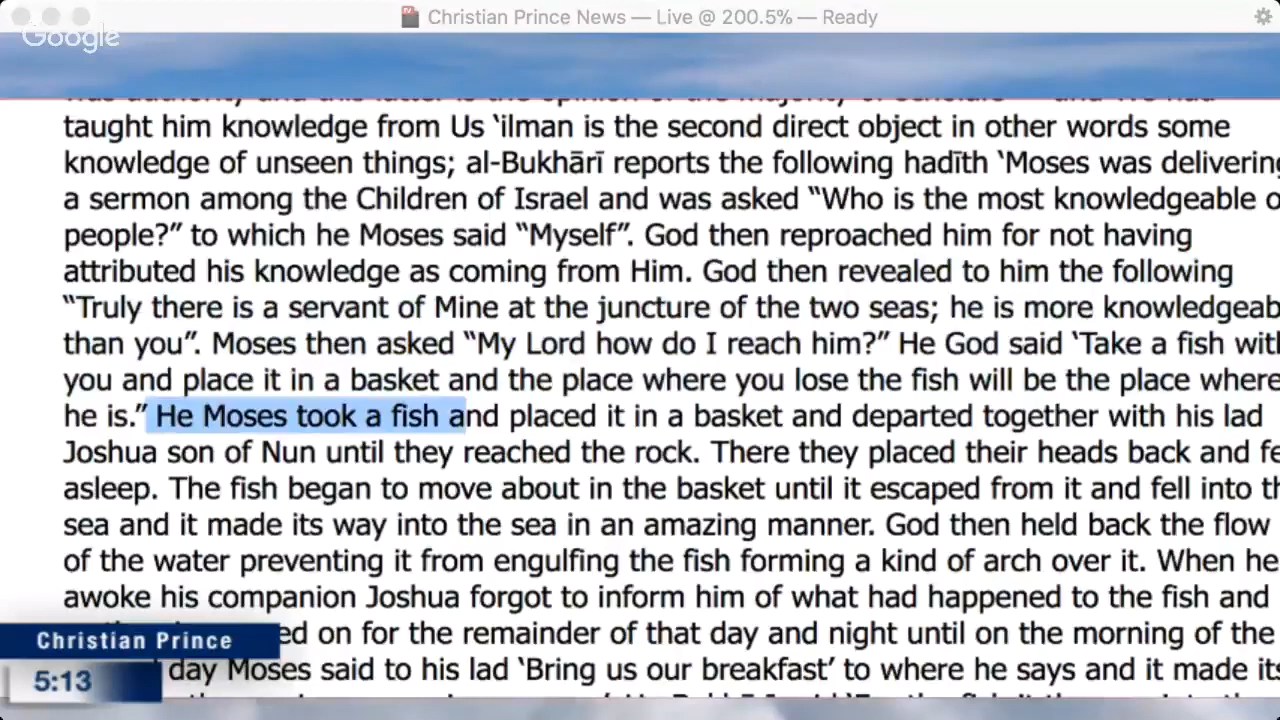 Christian Prince News — Live @ 200.5% — Ready
Google
taught him knowledge from Us ‘ilman is the second direct object in other words some
knowledge of unseen things; al-Bukhārī reports the following hadīth ‘Moses was delivering
a sermon among the Children of Israel and was asked “Who is the most knowledgeable o
people?” to which he Moses said “Myself”. God then reproached him for not having
attributed his knowledge as coming from Him. God then revealed to him the following
“Truly there is a servant of Mine at the juncture of the two seas; he is more knowledgeab
than you”. Moses then asked “My Lord how do I reach him?” He God said ‘Take a fish with
you and place it in a basket and the place where you lose the fish will be the place where
he is.” He Moses took a fish and placed it in a basket and departed together with his lad
Joshua son of Nun until they reached the rock. There they placed their heads back and fe
asleep. The fish began to move about in the basket until it escaped from it and fell into th
sea and it made its way into the sea in an amazing manner. God then held back the flow
of the water preventing it from engulfing the fish forming a kind of arch over it. When he
awoke his companion Joshua forgot to inform him of what had happened to the fish and
ed on for the remainder of that day and night until on the morning of the
Christian Prince
day Moses said to his lad ‘Bring us our breakfast’ to where he says and it made its
5:13